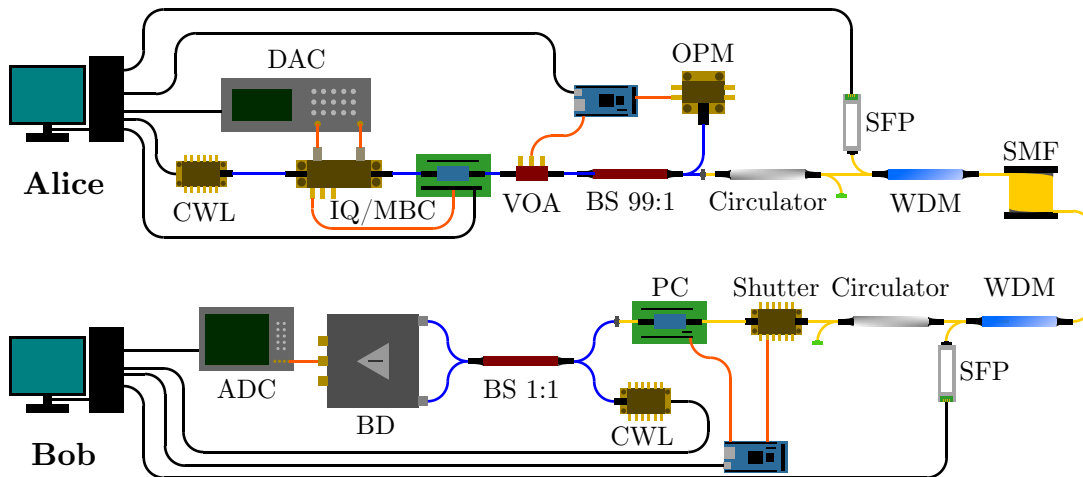 DAC
OPM
SFP
SMF
Alice
CWL
IQ/MBC
VOA
BS 99:1
Circulator
WDM
PC
Shutter
Circulator
WDM
ADC
BD
BS 1:1
CWL
SFP
Bob